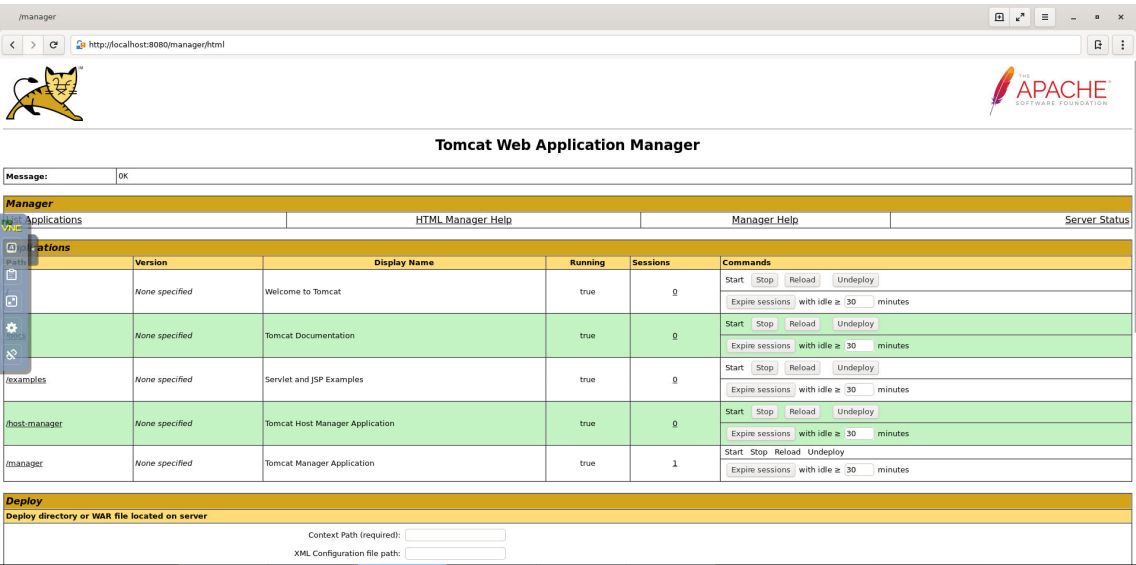 /manager
http://localhost:8080/manager/html
TM
THE
APACHE®
SOFTWARE FOUNDATION
Tomcat Web Application Manager
Message: OK
Manager
Applications HTML Manager Help Manager Help Server Status
Path Version Display Name Running Sessions Commands
None specified Welcome to Tomcat true 0 Start Stop Reload Undeploy
Expire sessions with idle ≥ 30 minutes
None specified Tomcat Documentation true 0 Start Stop Reload Undeploy
Expire sessions with idle ≥ 30 minutes
/examples None specified Servlet and JSP Examples true 0 Start Stop Reload Undeploy
Expire sessions with idle ≥ 30 minutes
/host-manager None specified Tomcat Host Manager Application true 0 Start Stop Reload Undeploy
Expire sessions with idle ≥ 30 minutes
/manager None specified Tomcat Manager Application true 1 Start Stop Reload Undeploy
Expire sessions with idle ≥ 30 minutes
Deploy
Deploy directory or WAR file located on server
Context Path (required):
XML Configuration file path: